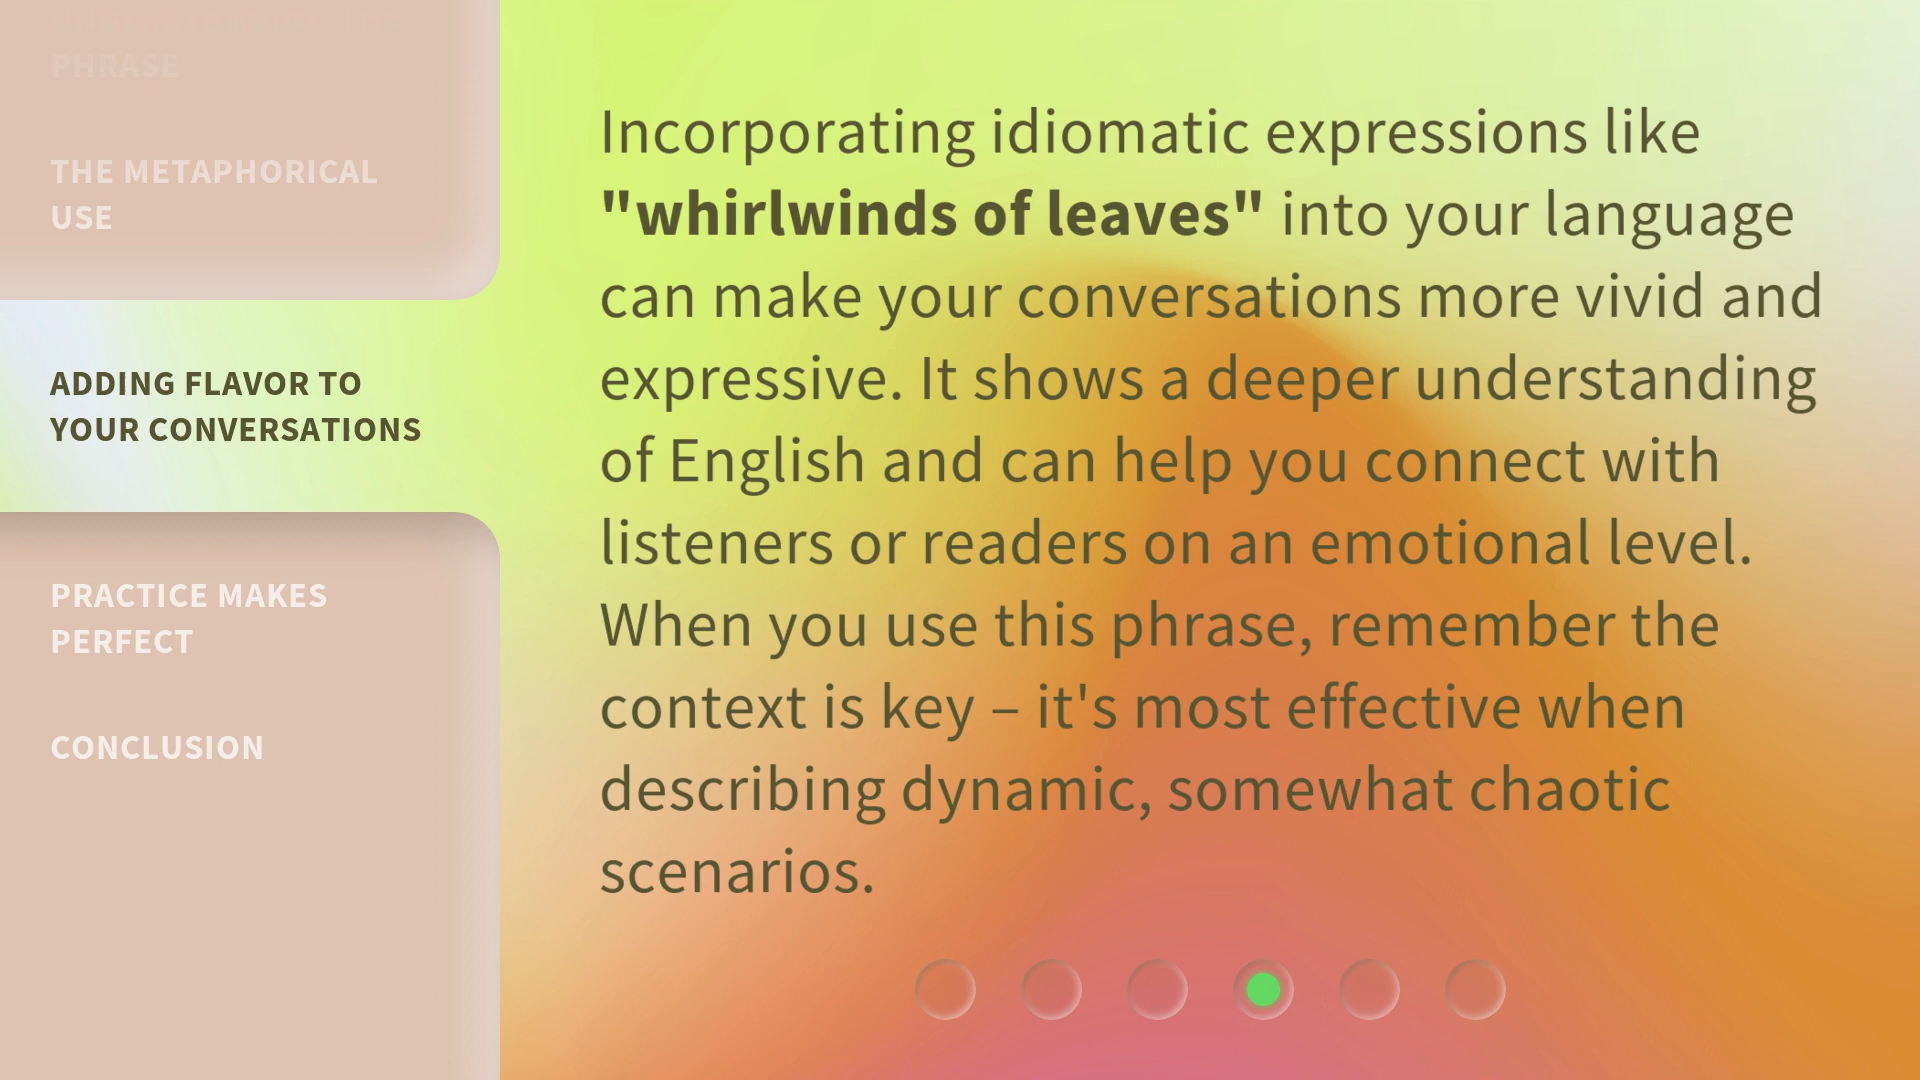 PHRASE
THE METAPHORICAL
USE
ADDING FLAVOR TO
YOUR CONVERSATIONS
PRACTICE MAKES
PERFECT
CONCLUSION
Incorporating idiomatic expressions like
"whirlwinds of leaves" into your language
can make your conversations more vivid and
expressive. It shows a deeper understanding
of English and can help you connect with
listeners or readers on an emotional level.
When you use this phrase, remember the
context is key – it's most effective when
describing dynamic, somewhat chaotic
scenarios.